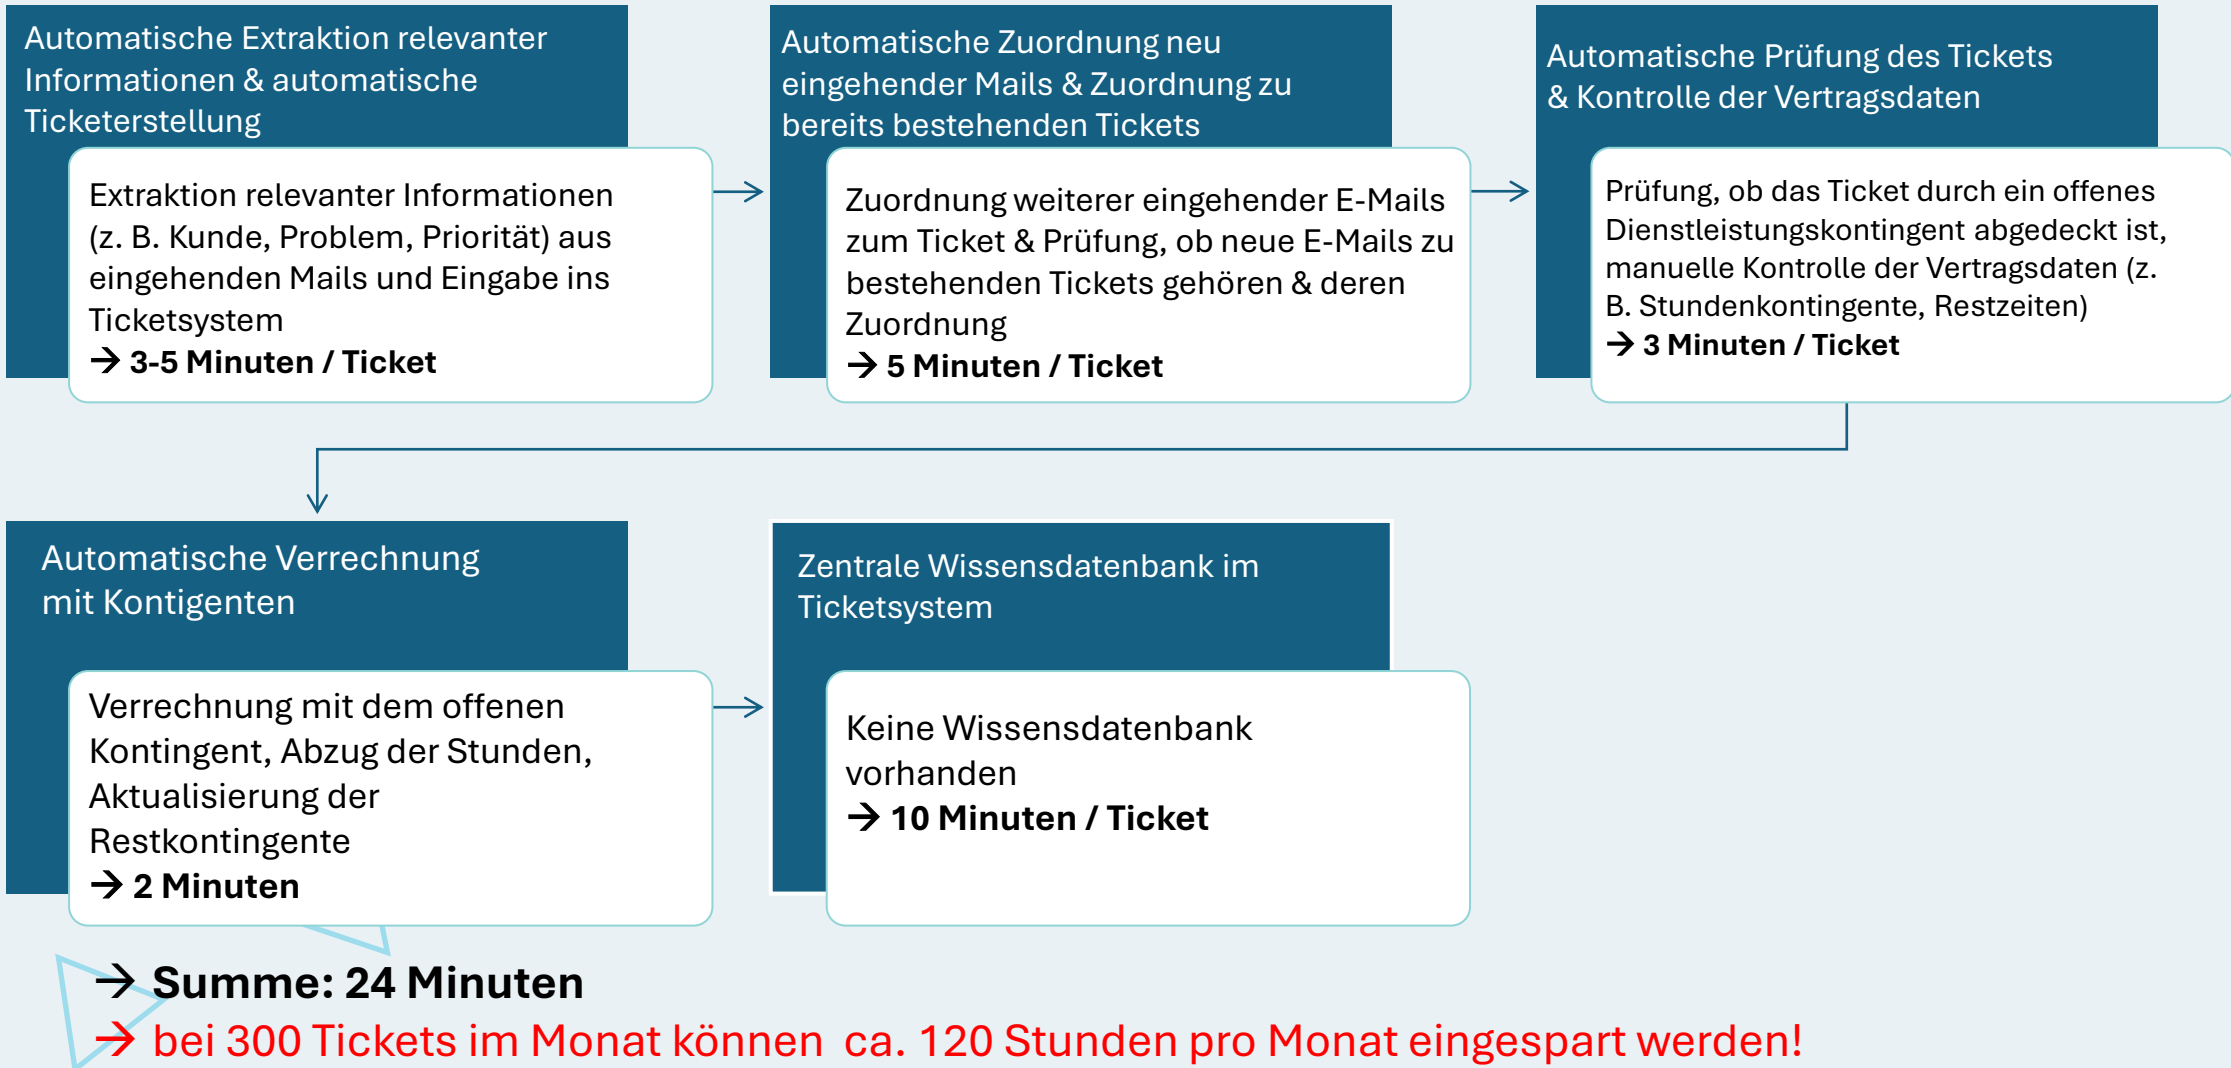 Automatische Extraktion relevanter
Informationen & automatische
Ticketerstellung
Extraktion relevanter Informationen
(z. B. Kunde, Problem, Priorität) aus
eingehenden Mails und Eingabe ins
Ticketsystem
→ 3-5 Minuten / Ticket
Automatische Zuordnung neu
eingehender Mails & Zuordnung zu
bereits bestehenden Tickets
Zuordnung weiterer eingehender E-Mails
zum Ticket & Prüfung, ob neue E-Mails zu
bestehenden Tickets gehören & deren
Zuordnung
→ 5 Minuten / Ticket
Automatische Prüfung des Tickets
& Kontrolle der Vertragsdaten
Prüfung, ob das Ticket durch ein offenes
Dienstleistungskontingent abgedeckt ist,
manuelle Kontrolle der Vertragsdaten (z.
B. Stundenkontingente, Restzeiten)
→ 3 Minuten / Ticket
Automatische Verrechnung
mit Kontigenten
Verrechnung mit dem offenen
Kontingent, Abzug der Stunden,
Aktualisierung der
Restkontingente
→ 2 Minuten
Zentrale Wissensdatenbank im
Ticketsystem
Keine Wissensdatenbank
vorhanden
→ 10 Minuten / Ticket
→ Summe: 24 Minuten
→ bei 300 Tickets im Monat können ca. 120 Stunden pro Monat eingespart werden!